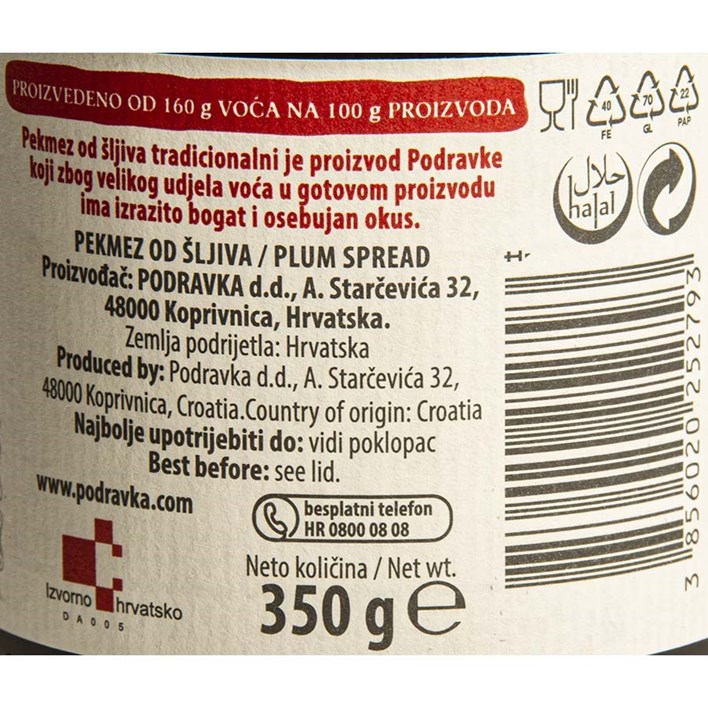 PROIZVEDENO OD 160 g VOĆA NA 100 g PROIZVODA
Pekmez od šljiva tradicionalni je proizvod Podravke
koji zbog velikog udjela voća u gotovom proizvodu
ima izrazito bogat i osebujan okus.
PEKMEZ OD ŠLJIVA / PLUM SPREAD
Proizvođač: PODRAVKA d.d., A. Starčevića 32,
48000 Koprivnica, Hrvatska.
Zemlja podrijetla: Hrvatska
Produced by: Podravka d.d., A. Starčevića 32,
48000 Koprivnica, Croatia.Country of origin: Croatia
Najbolje upotrijebiti do: vidi poklopac
Best before: see lid.
www.podravka.com
besplatni telefon
HR 0800 08 08
Izvorno hrvatsko
DA005
Neto količina / Net wt.
350 g e
40 70 22
FE GL PAP
حلال
halal
3 856020 252793